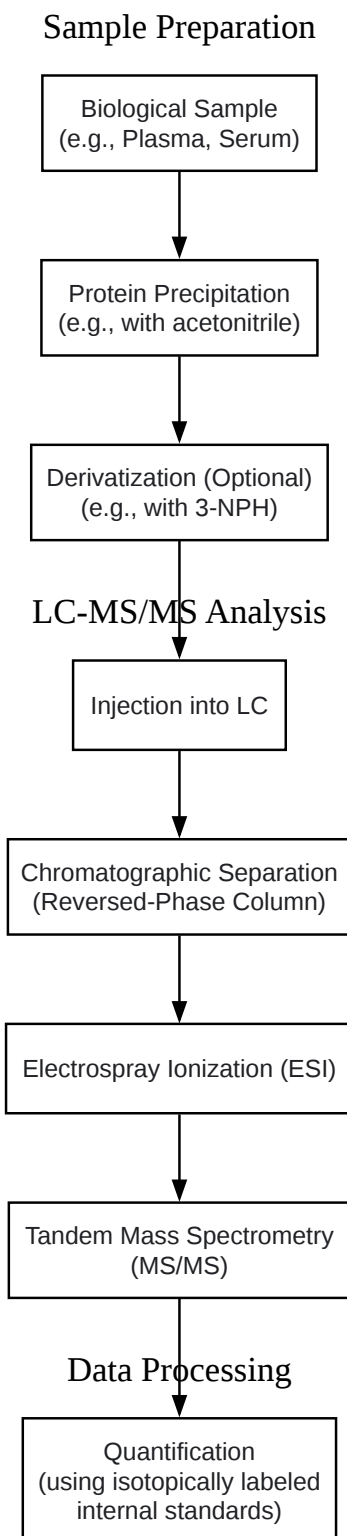 Sample Preparation
Biological Sample
(e.g., Plasma, Serum)
Protein Precipitation
(e.g., with acetonitrile)
Derivatization (Optional)
(e.g., with 3-NPH)
LC-MS/MS Analysis
Injection into LC
Chromatographic Separation
(Reversed-Phase Column)
Electrospray Ionization (ESI)
Tandem Mass Spectrometry
(MS/MS)
Data Processing
Quantification
(using isotopically labeled
internal standards)